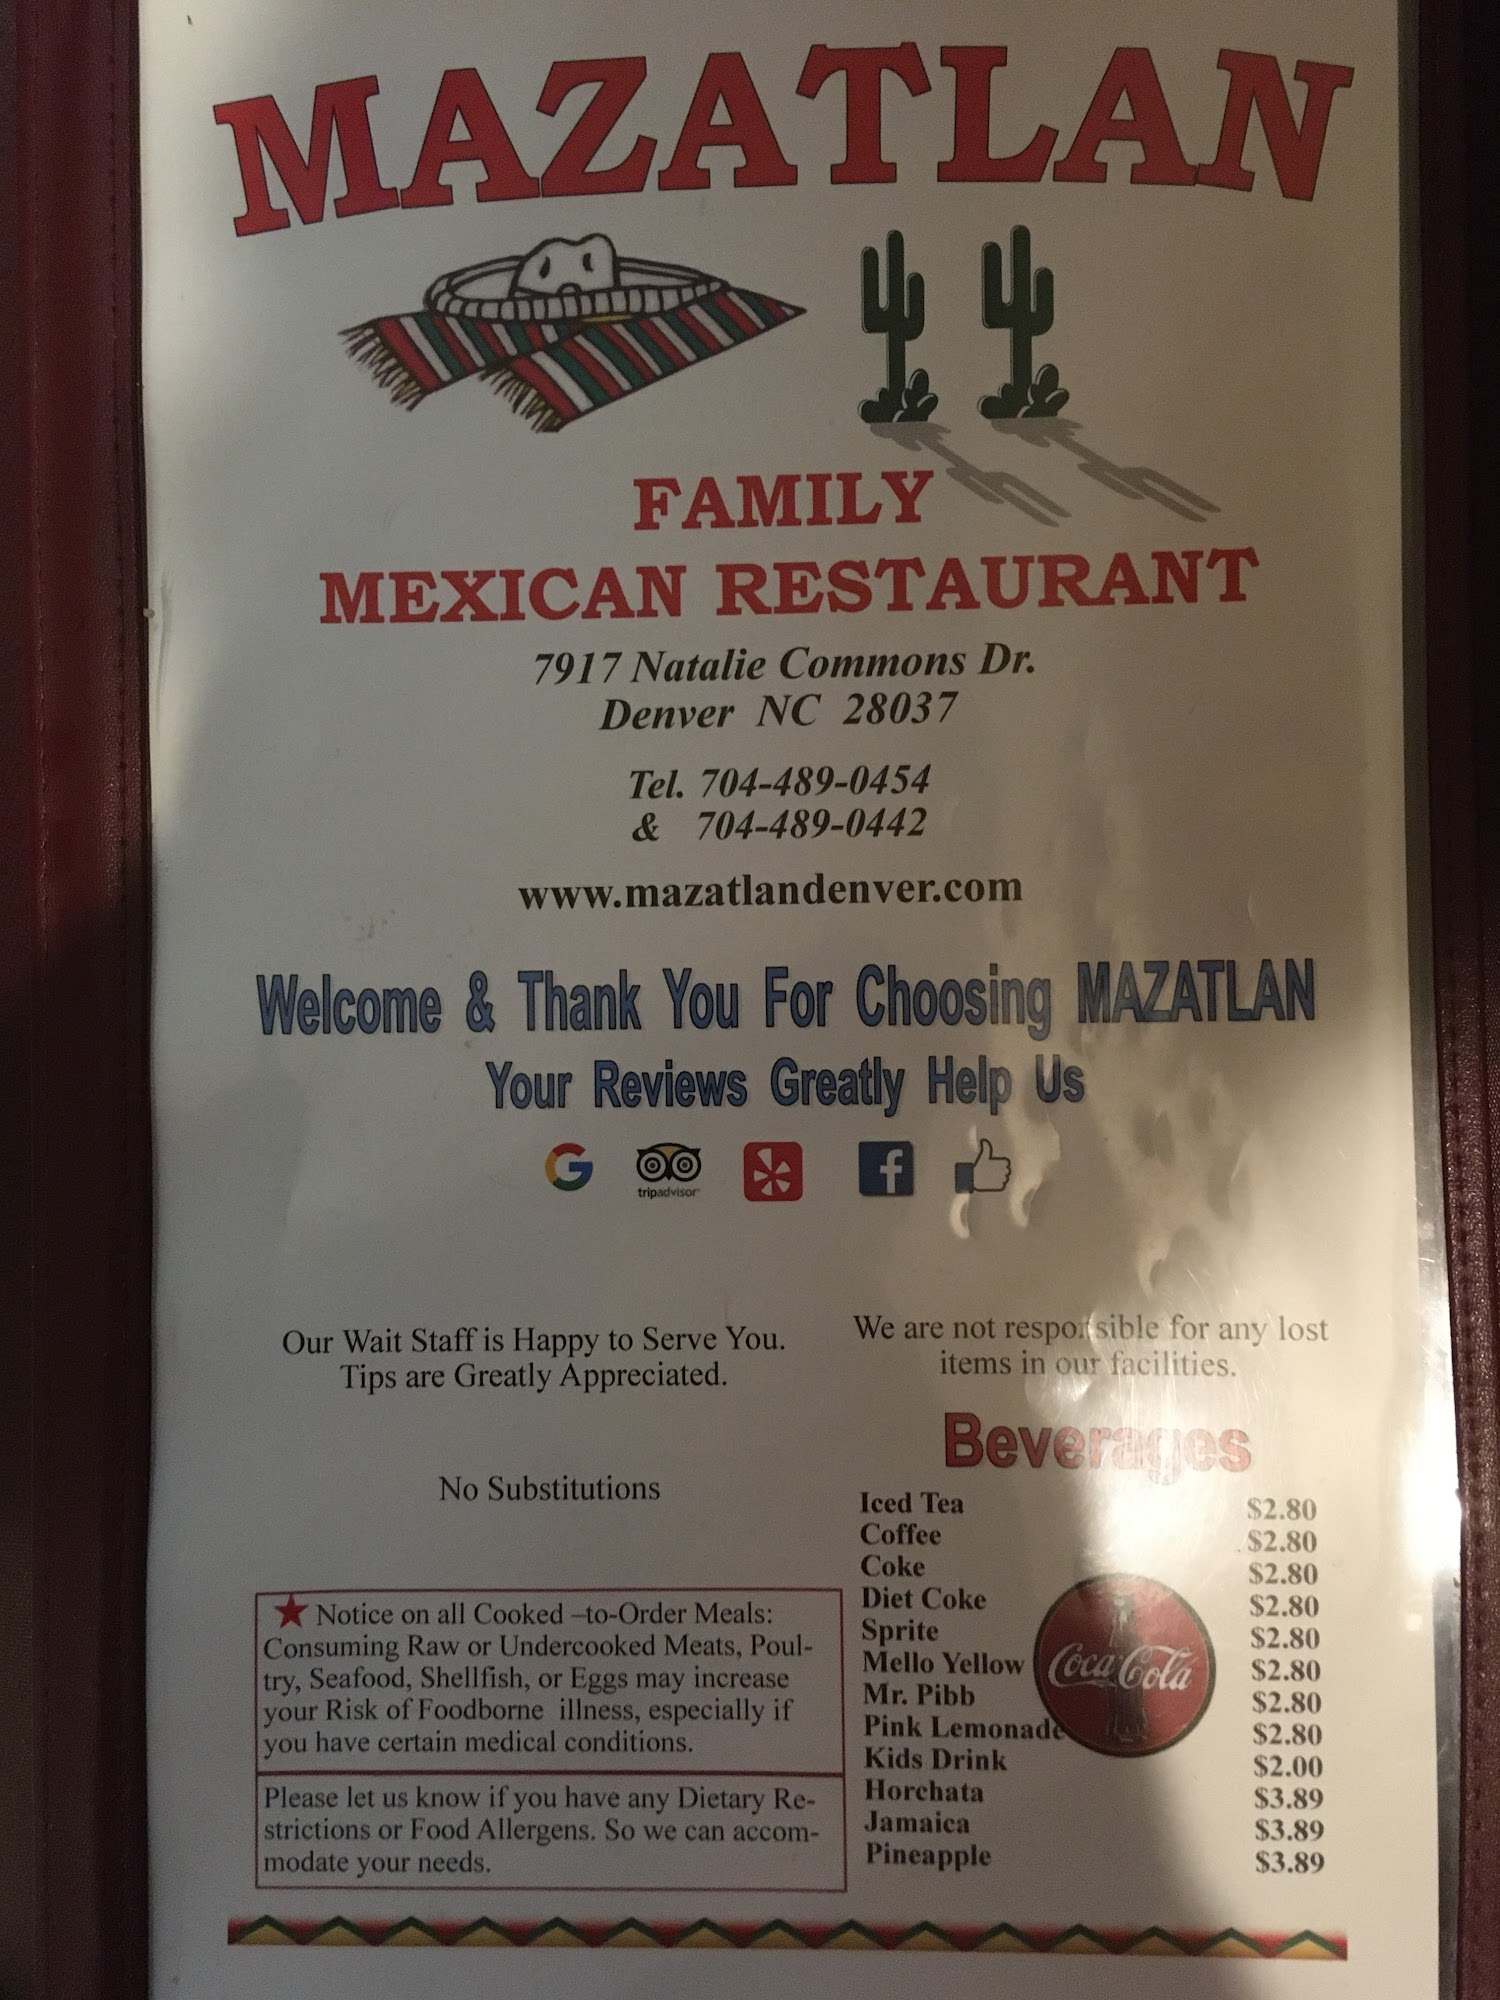 MAZATLAN
FAMILY
MEXICAN RESTAURANT
7917 Natalie Commons Dr.
Denver NC 28037
Tel. 704-489-0454
& 704-489-0442
www.mazatlandenver.com
Welcome & Thank You For Choosing MAZATLAN
Your Reviews Greatly Help Us
G
tripadvisor
f
Our Wait Staff is Happy to Serve You.
Tips are Greatly Appreciated.
No Substitutions
Notice on all Cooked –to-Order Meals:
Consuming Raw or Undercooked Meats, Poul-
try, Seafood, Shellfish, or Eggs may increase
your Risk of Foodborne illness, especially if
you have certain medical conditions.
Please let us know if you have any Dietary Re-
strictions or Food Allergens. So we can accom-
modate your needs.
We are not responsible for any lost
items in our facilities.
Beverages
Iced Tea $2.80
Coffee $2.80
Coke $2.80
Diet Coke $2.80
Sprite $2.80
Mello Yellow $2.80
Mr. Pibb $2.80
Pink Lemonade $2.80
Kids Drink $2.00
Horchata $3.89
Jamaica $3.89
Pineapple $3.89
Coca-Cola